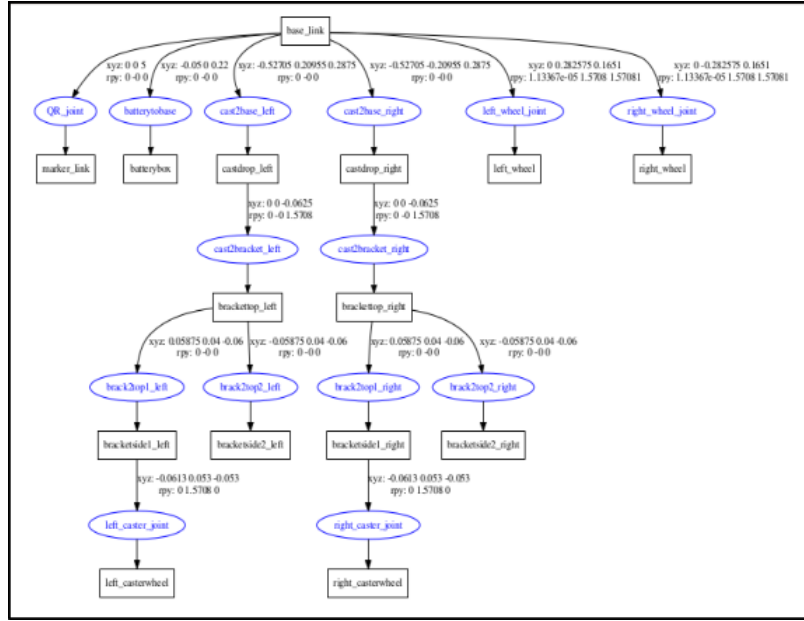 base_link
xyz: 0 0 5
rpy: 0 -0 0
xyz: -0.05 0 0.22
rpy: 0 -0 0
xyz: -0.52705 0.20955 0.2875
rpy: 0 -0 0
xyz: -0.52705 -0.20955 0.2875
rpy: 0 -0 0
xyz: 0 0.282575 0.1651
rpy: 1.13367e-05 1.5708 1.57081
xyz: 0 -0.282575 0.1651
rpy: 1.13367e-05 1.5708 1.57081
QR_joint
batterytobase
cast2base_left
cast2base_right
left_wheel_joint
right_wheel_joint
marker_link
batterybox
castdrop_left
castdrop_right
left_wheel
right_wheel
xyz: 0 0 -0.0625
rpy: 0 -0 1.5708
xyz: 0 0 -0.0625
rpy: 0 -0 1.5708
cast2bracket_left
cast2bracket_right
brackettop_left
brackettop_right
xyz: 0.05875 0.04 -0.06
rpy: 0 -0 0
xyz: -0.05875 0.04 -0.06
rpy: 0 -0 0
xyz: 0.05875 0.04 -0.06
rpy: 0 -0 0
xyz: -0.05875 0.04 -0.06
rpy: 0 -0 0
brack2top1_left
brack2top2_left
brack2top1_right
brack2top2_right
bracketside1_left
bracketside2_left
bracketside1_right
bracketside2_right
xyz: -0.0613 0.053 -0.053
rpy: 0 1.5708 0
xyz: -0.0613 0.053 -0.053
rpy: 0 1.5708 0
left_caster_joint
right_caster_joint
left_casterwheel
right_casterwheel